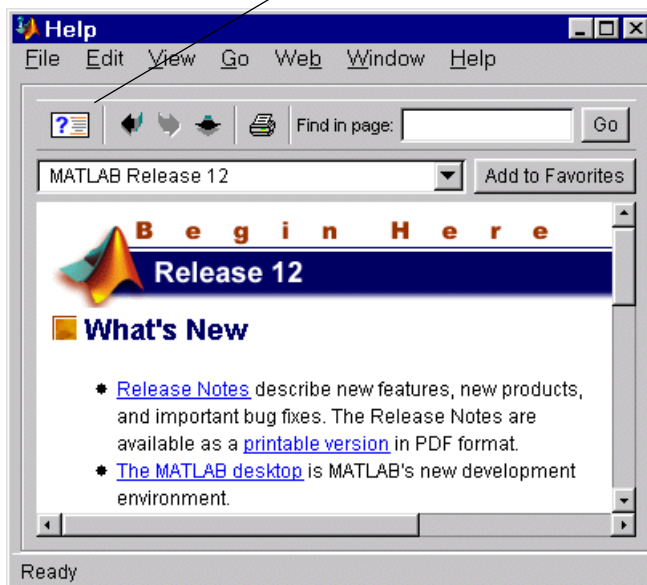 Help
File Edit View Go Web Window Help
? Find in page: Go
MATLAB Release 12 Add to Favorites
Begin Here
Release 12
What's New
Release Notes describe new features, new products,
and important bug fixes. The Release Notes are
available as a printable version in PDF format.
The MATLAB desktop is MATLAB's new development
environment.
Ready